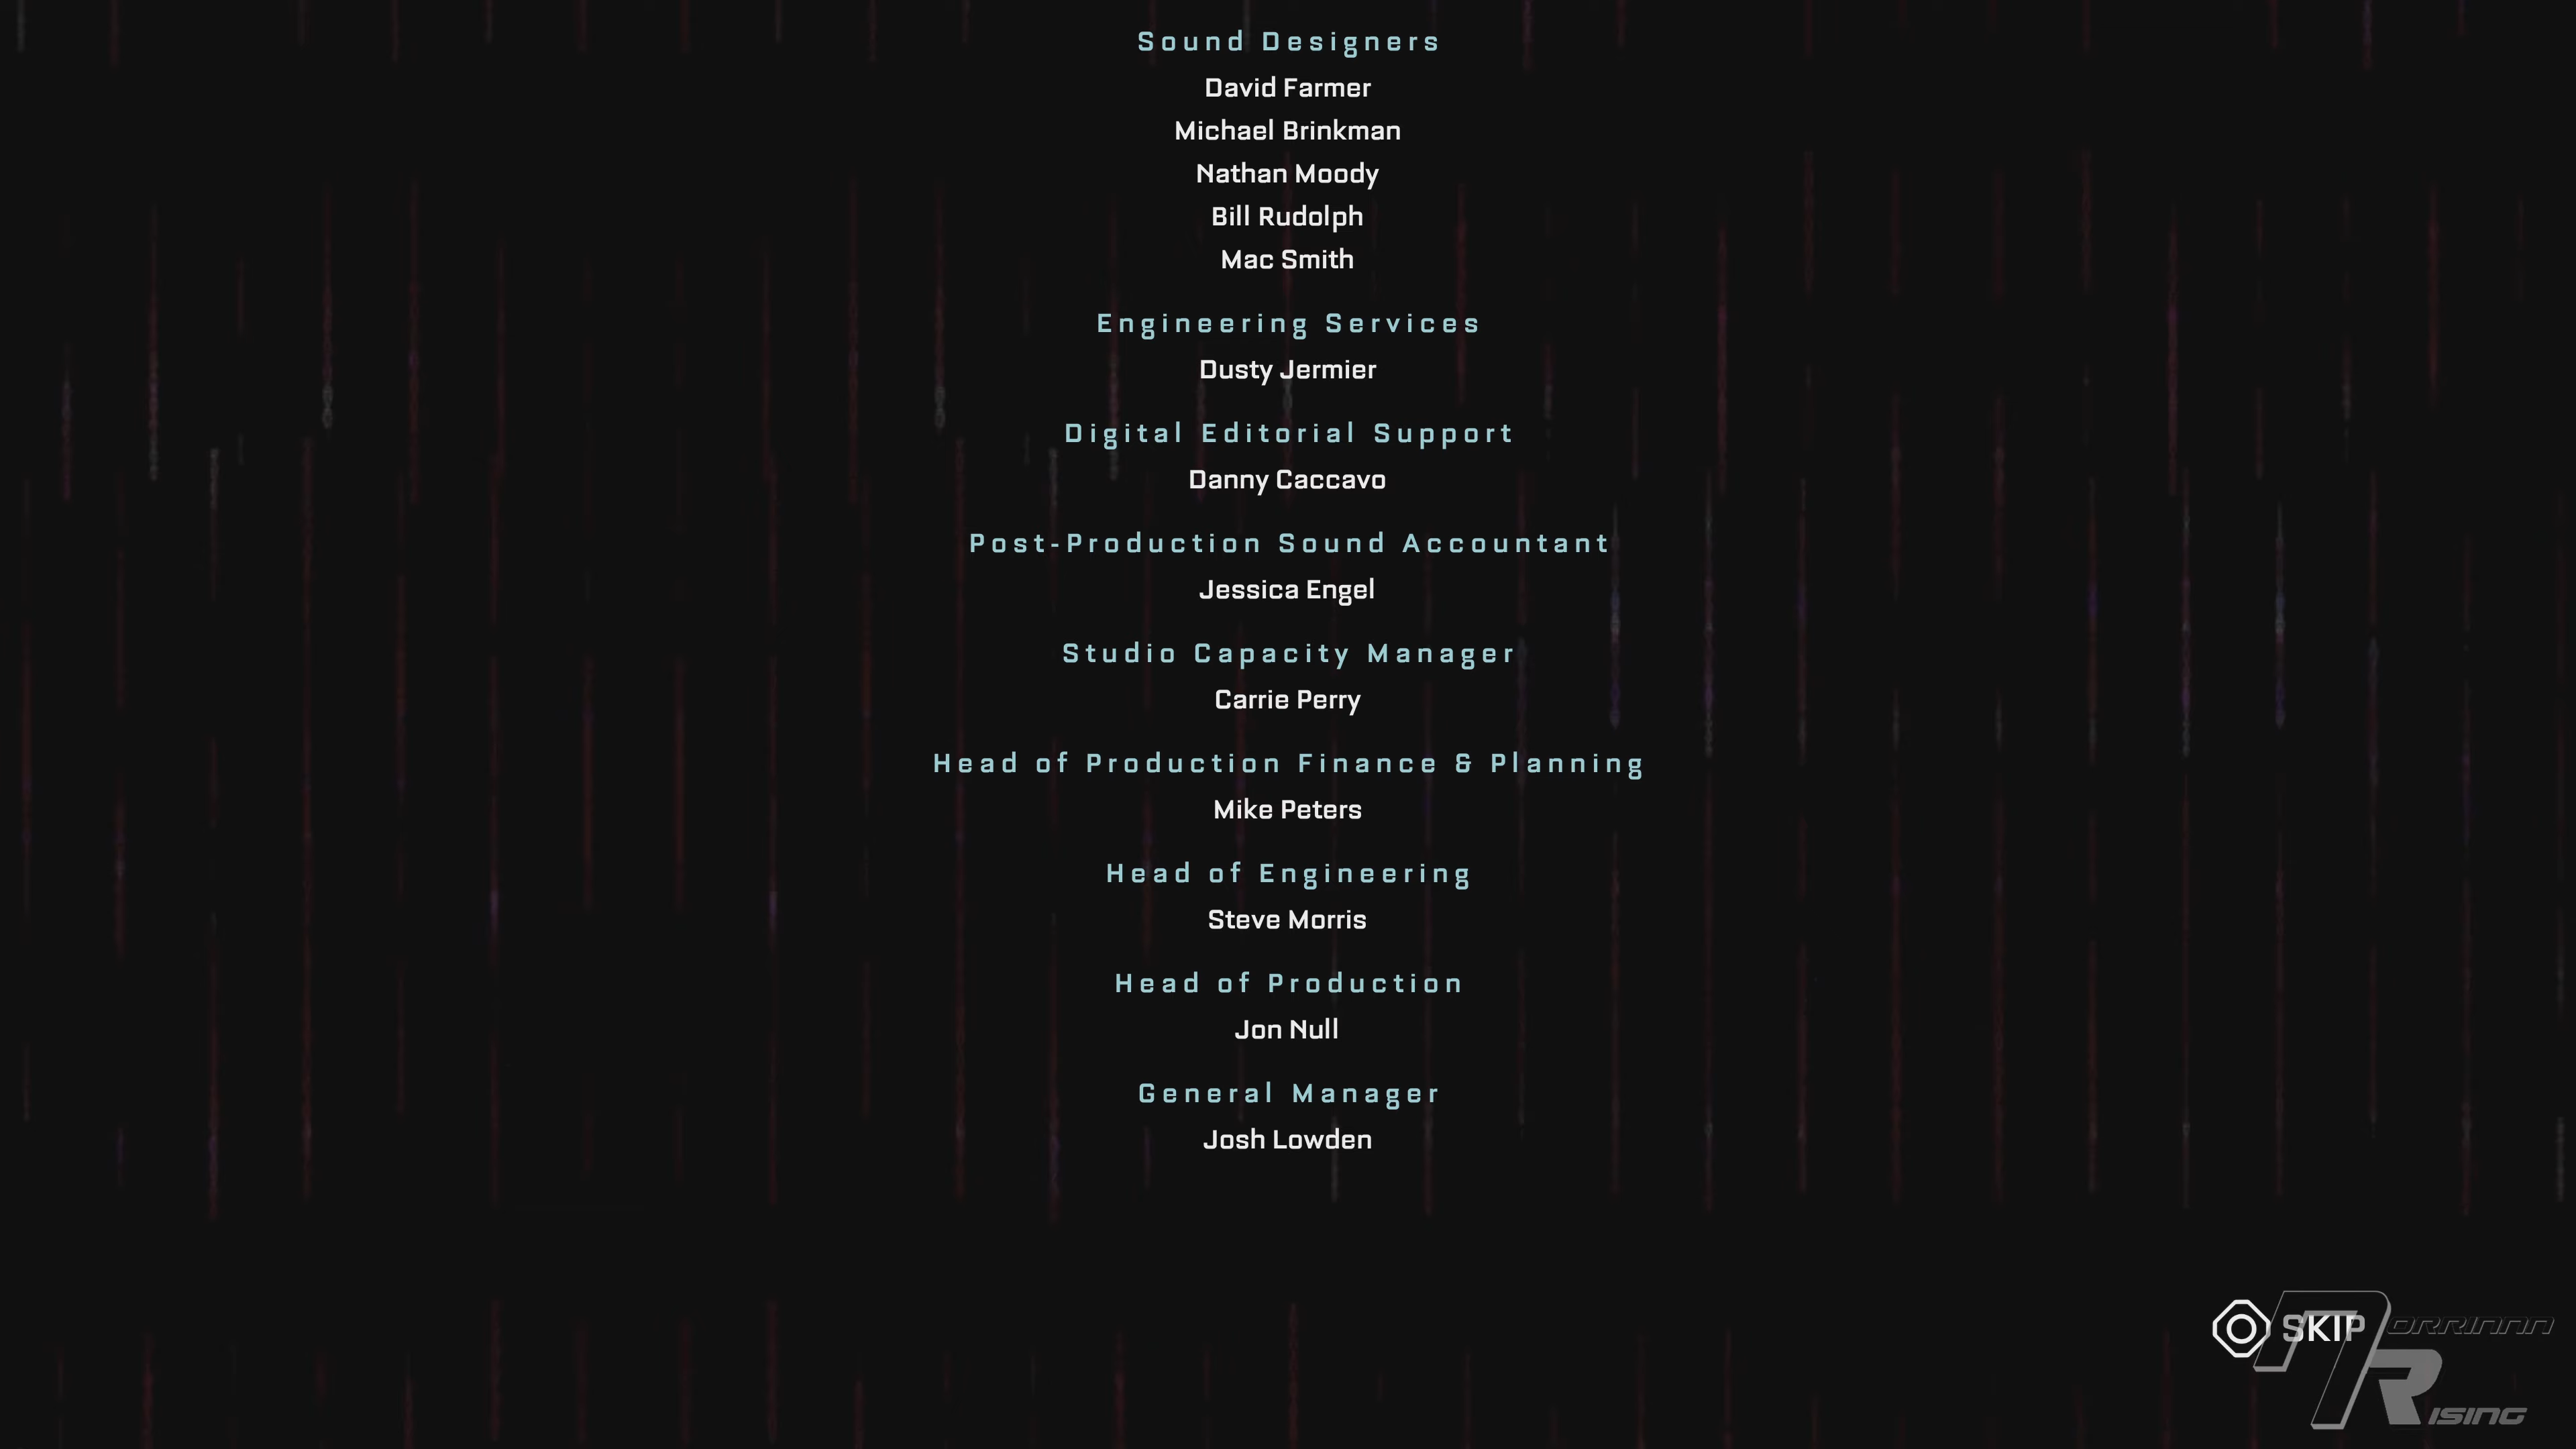 Sound Designers
David Farmer
Michael Brinkman
Nathan Moody
Bill Rudolph
Mac Smith
Engineering Services
Dusty Jermier
Digital Editorial Support
Danny Caccavo
Post-Production Sound Accountant
Jessica Engel
Studio Capacity Manager
Carrie Perry
Head of Production Finance & Planning
Mike Peters
Head of Engineering
Steve Morris
Head of Production
Jon Null
General Manager
Josh Lowden
SKIP
Rising